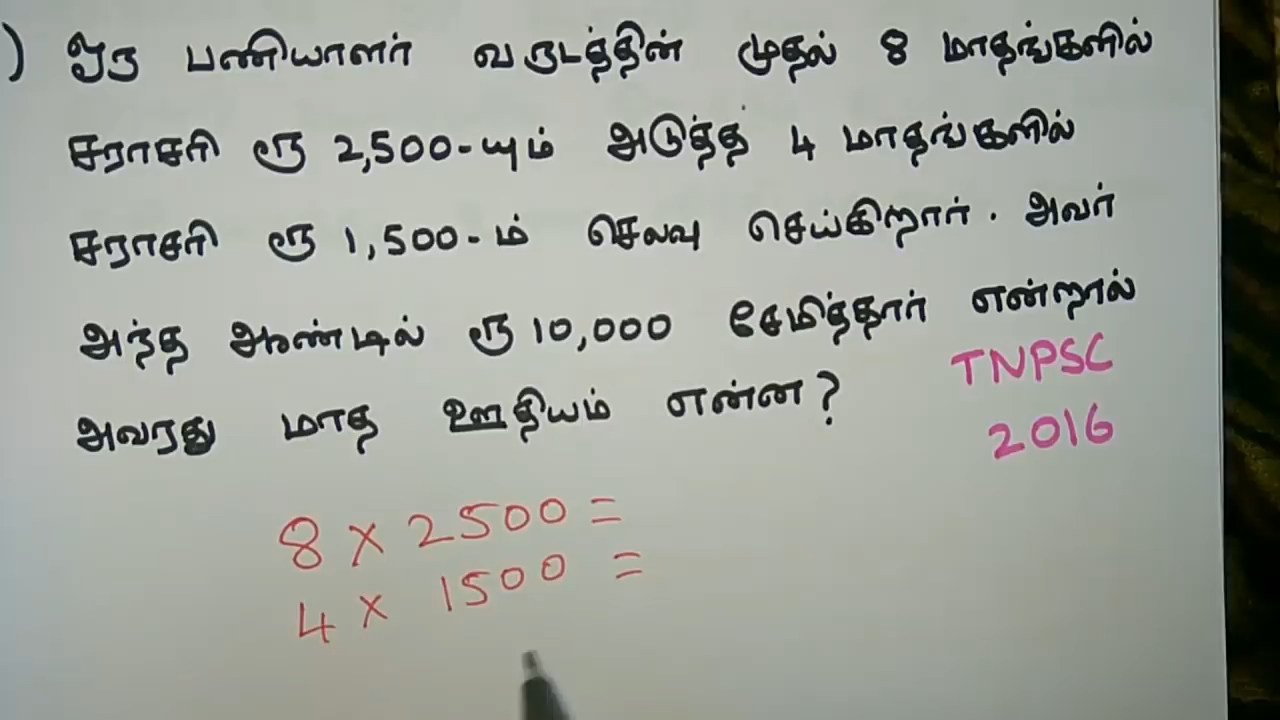 ) ஒரு பணியாளர் வருடத்தின் முதல் 8 மாதங்களில்
சராசரி ரூ 2,500-யும் அடுத்த 4 மாதங்களில்
சராசரி ரூ 1,500-ம் செலவு செய்கிறார். அவர்
அந்த ஆண்டில் ரூ 10,000 சேமித்தார் என்றால்
அவரது மாத ஊதியம் என்ன?
TNPSC
2016
8 × 2500 =
4 × 1500 =